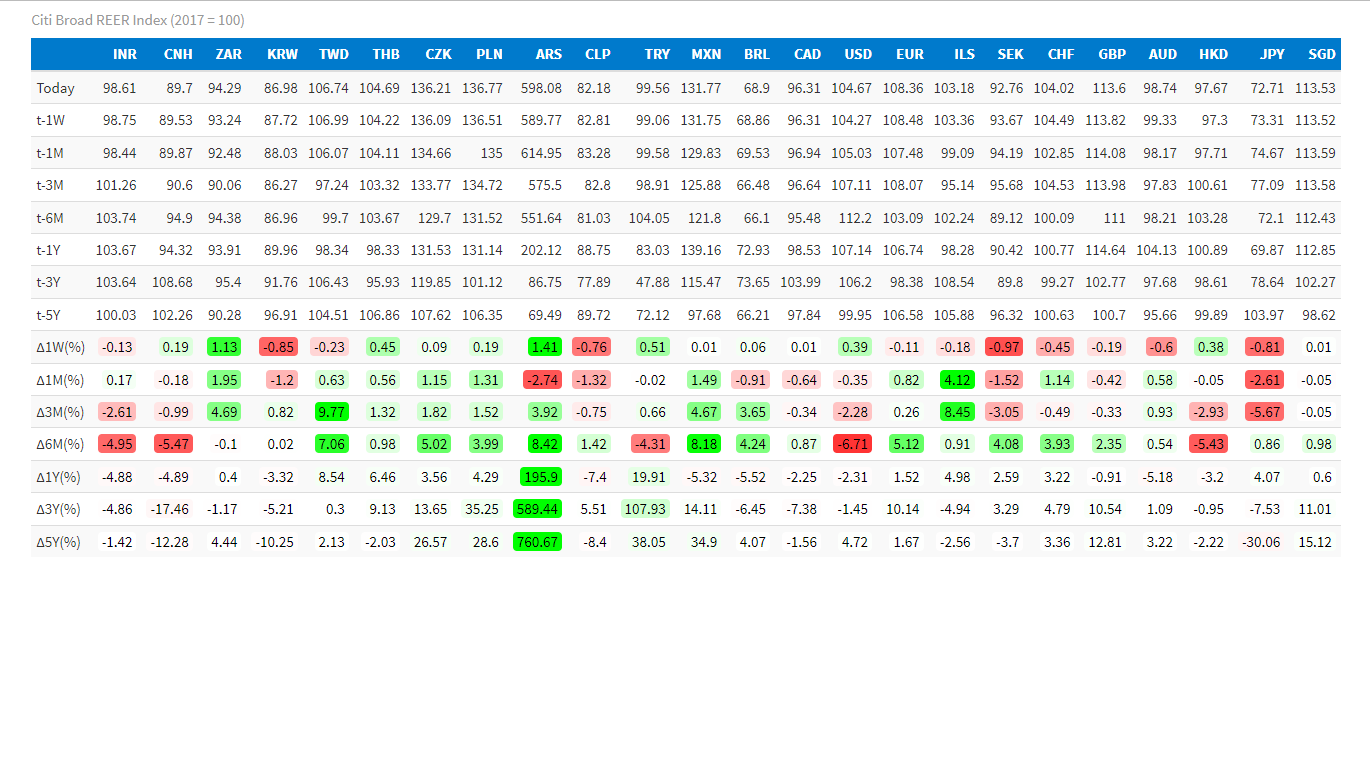 Citi Broad REER Index (2017 = 100)
INR CNH ZAR KRW TWD THB CZK PLN ARS CLP TRY MXN BRL CAD USD EUR ILS SEK CHF GBP AUD HKD JPY SGD
Today 98.61 89.7 94.29 86.98 106.74 104.69 136.21 136.77 598.08 82.18 99.56 131.77 68.9 96.31 104.67 108.36 103.18 92.76 104.02 113.6 98.74 97.67 72.71 113.53
t-1W 98.75 89.53 93.24 87.72 106.99 104.22 136.09 136.51 589.77 82.81 99.06 131.75 68.86 96.31 104.27 108.48 103.36 93.67 104.49 113.82 99.33 97.3 73.31 113.52
t-1M 98.44 89.87 92.48 88.03 106.07 104.11 134.66 135 614.95 83.28 99.58 129.83 69.53 96.94 105.03 107.48 99.09 94.19 102.85 114.08 98.17 97.71 74.67 113.59
t-3M 101.26 90.6 90.06 86.27 97.24 103.32 133.77 134.72 575.5 82.8 98.91 125.88 66.48 96.64 107.11 108.07 95.14 95.68 104.53 113.98 97.83 100.61 77.09 113.58
t-6M 103.74 94.9 94.38 86.96 99.7 103.67 129.7 131.52 551.64 81.03 104.05 121.8 66.1 95.48 112.2 103.09 102.24 89.12 100.09 111 98.21 103.28 72.1 112.43
t-1Y 103.67 94.32 93.91 89.96 98.34 98.33 131.53 131.14 202.12 88.75 83.03 139.16 72.93 98.53 107.14 106.74 98.28 90.42 100.77 114.64 104.13 100.89 69.87 112.85
t-3Y 103.64 108.68 95.4 91.76 106.43 95.93 119.85 101.12 86.75 77.89 47.88 115.47 73.65 103.99 106.2 98.38 108.54 89.8 99.27 102.77 97.68 98.61 78.64 102.27
t-5Y 100.03 102.26 90.28 96.91 104.51 106.86 107.62 106.35 69.49 89.72 72.12 97.68 66.21 97.84 99.95 106.58 105.88 96.32 100.63 100.7 95.66 99.89 103.97 98.62
Δ1W(%) -0.13 0.19 1.13 -0.85 -0.23 0.45 0.09 0.19 1.41 -0.76 0.51 0.01 0.06 0.01 0.39 -0.11 -0.18 -0.97 -0.45 -0.19 -0.6 0.38 -0.81 0.01
Δ1M(%) 0.17 -0.18 1.95 -1.2 0.63 0.56 1.15 1.31 -2.74 -1.32 -0.02 1.49 -0.91 -0.64 -0.35 0.82 4.12 -1.52 1.14 -0.42 0.58 -0.05 -2.61 -0.05
Δ3M(%) -2.61 -0.99 4.69 0.82 9.77 1.32 1.82 1.52 3.92 -0.75 0.66 4.67 3.65 -0.34 -2.28 0.26 8.45 -3.05 -0.49 -0.33 0.93 -2.93 -5.67 -0.05
Δ6M(%) -4.95 -5.47 -0.1 0.02 7.06 0.98 5.02 3.99 8.42 1.42 -4.31 8.18 4.24 0.87 -6.71 5.12 0.91 4.08 3.93 2.35 0.54 -5.43 0.86 0.98
Δ1Y(%) -4.88 -4.89 0.4 -3.32 8.54 6.46 3.56 4.29 195.9 -7.4 19.91 -5.32 -5.52 -2.25 -2.31 1.52 4.98 2.59 3.22 -0.91 -5.18 -3.2 4.07 0.6
Δ3Y(%) -4.86 -17.46 -1.17 -5.21 0.3 9.13 13.65 35.25 589.44 5.51 107.93 14.11 -6.45 -7.38 -1.45 10.14 -4.94 3.29 4.79 10.54 1.09 -0.95 -7.53 11.01
Δ5Y(%) -1.42 -12.28 4.44 -10.25 2.13 -2.03 26.57 28.6 760.67 -8.4 38.05 34.9 4.07 -1.56 4.72 1.67 -2.56 -3.7 3.36 12.81 3.22 -2.22 -30.06 15.12